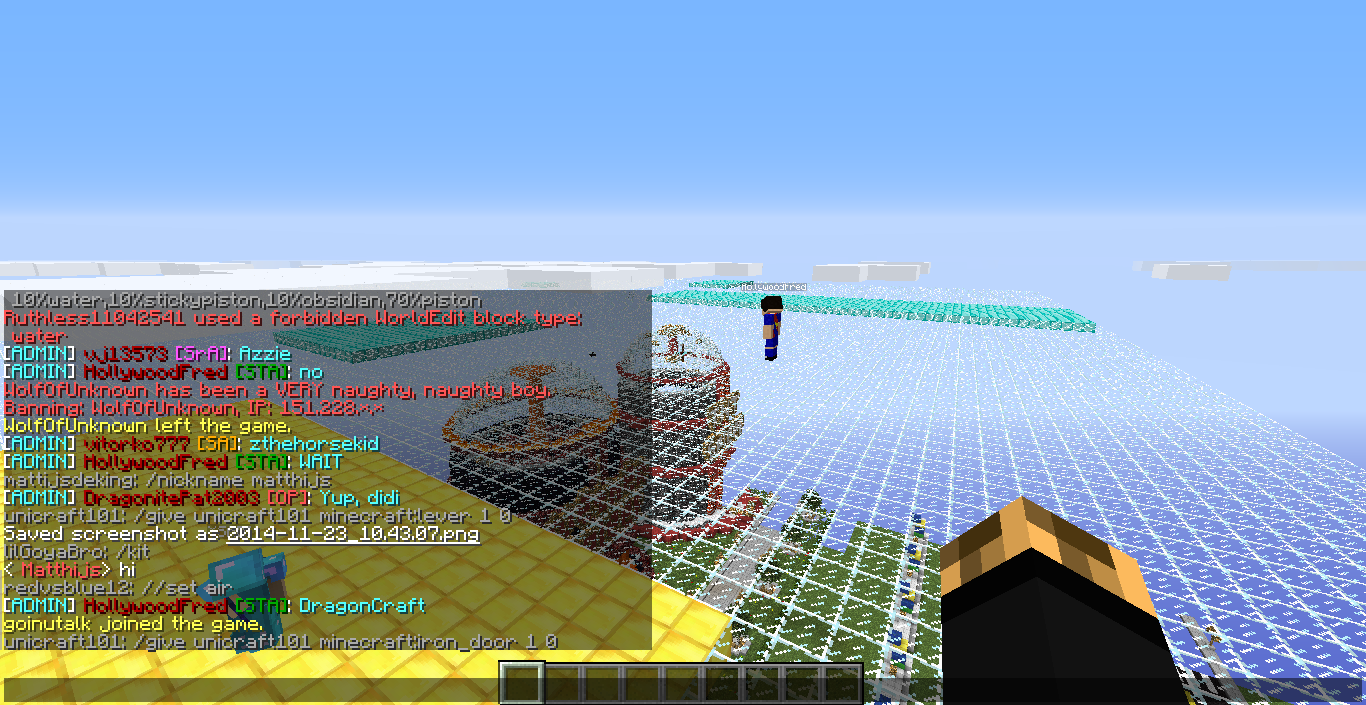 HollywoodFred
10%water,10%stickypiston,10%obsidian,70%piston
Ruthless11042541 used a forbidden WorldEdit block type:
water
[ADMIN] vj13573 [SrA]: Azzie
[ADMIN] HollywoodFred [STA]: no
WolfOfUnknown has been a VERY naughty, naughty boy.
Banning: WolfOfUnknown, IP: 151.228.*.*
WolfOfUnknown left the game.
[ADMIN] vitorko777 [SA]: zthehorsekid
[ADMIN] HollywoodFred [STA]: WAIT
mattijsdeking: /nickname matthijs
[ADMIN] DragonitePat2003 [OP]: Yup, didi
unicraft101: /give unicraft101 minecraft:lever 1 0
Saved screenshot as 2014-11-23_10.43.07.png
lilGoyaBro: /kit
< Matthijs> hi
redvsblue12: //set air
[ADMIN] HollywoodFred [STA]: DragonCraft
goinutalk joined the game.
unicraft101: /give unicraft101 minecraft:iron_door 1 0